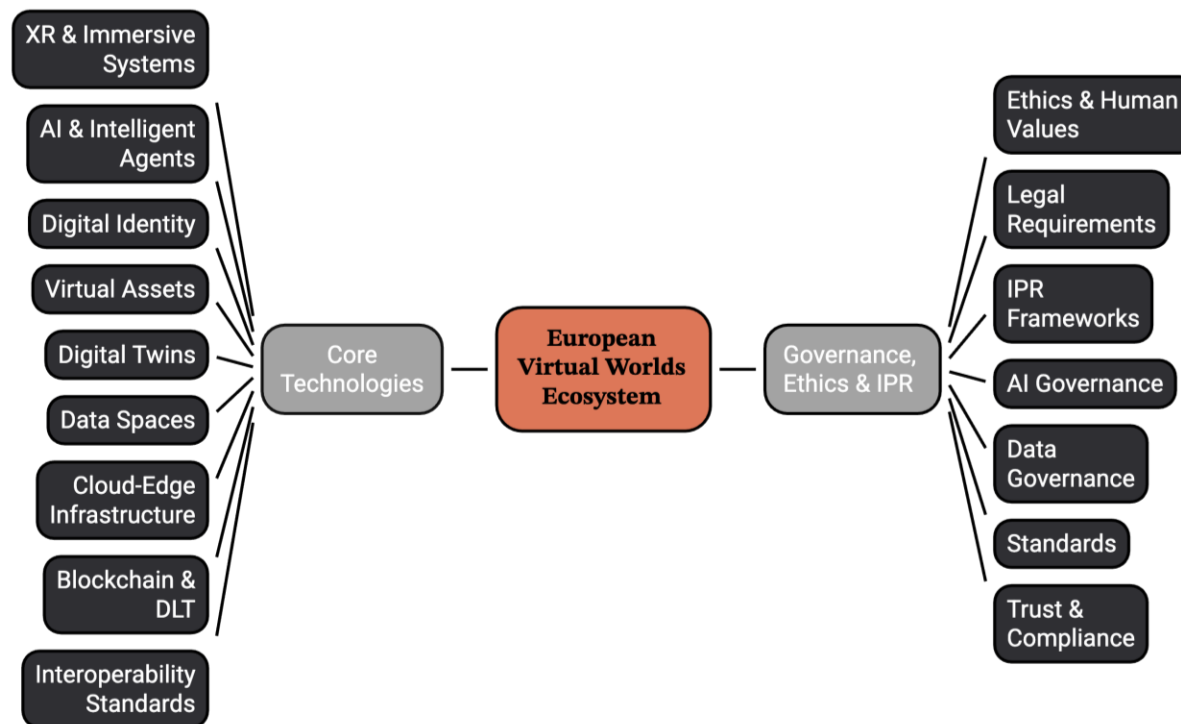 XR & Immersive
Systems
AI & Intelligent
Agents
Digital Identity
Virtual Assets
Digital Twins
Data Spaces
Cloud-Edge
Infrastructure
Blockchain &
DLT
Interoperability
Standards
Core
Technologies
European
Virtual Worlds
Ecosystem
Governance,
Ethics & IPR
Ethics & Human
Values
Legal
Requirements
IPR
Frameworks
AI Governance
Data
Governance
Standards
Trust &
Compliance